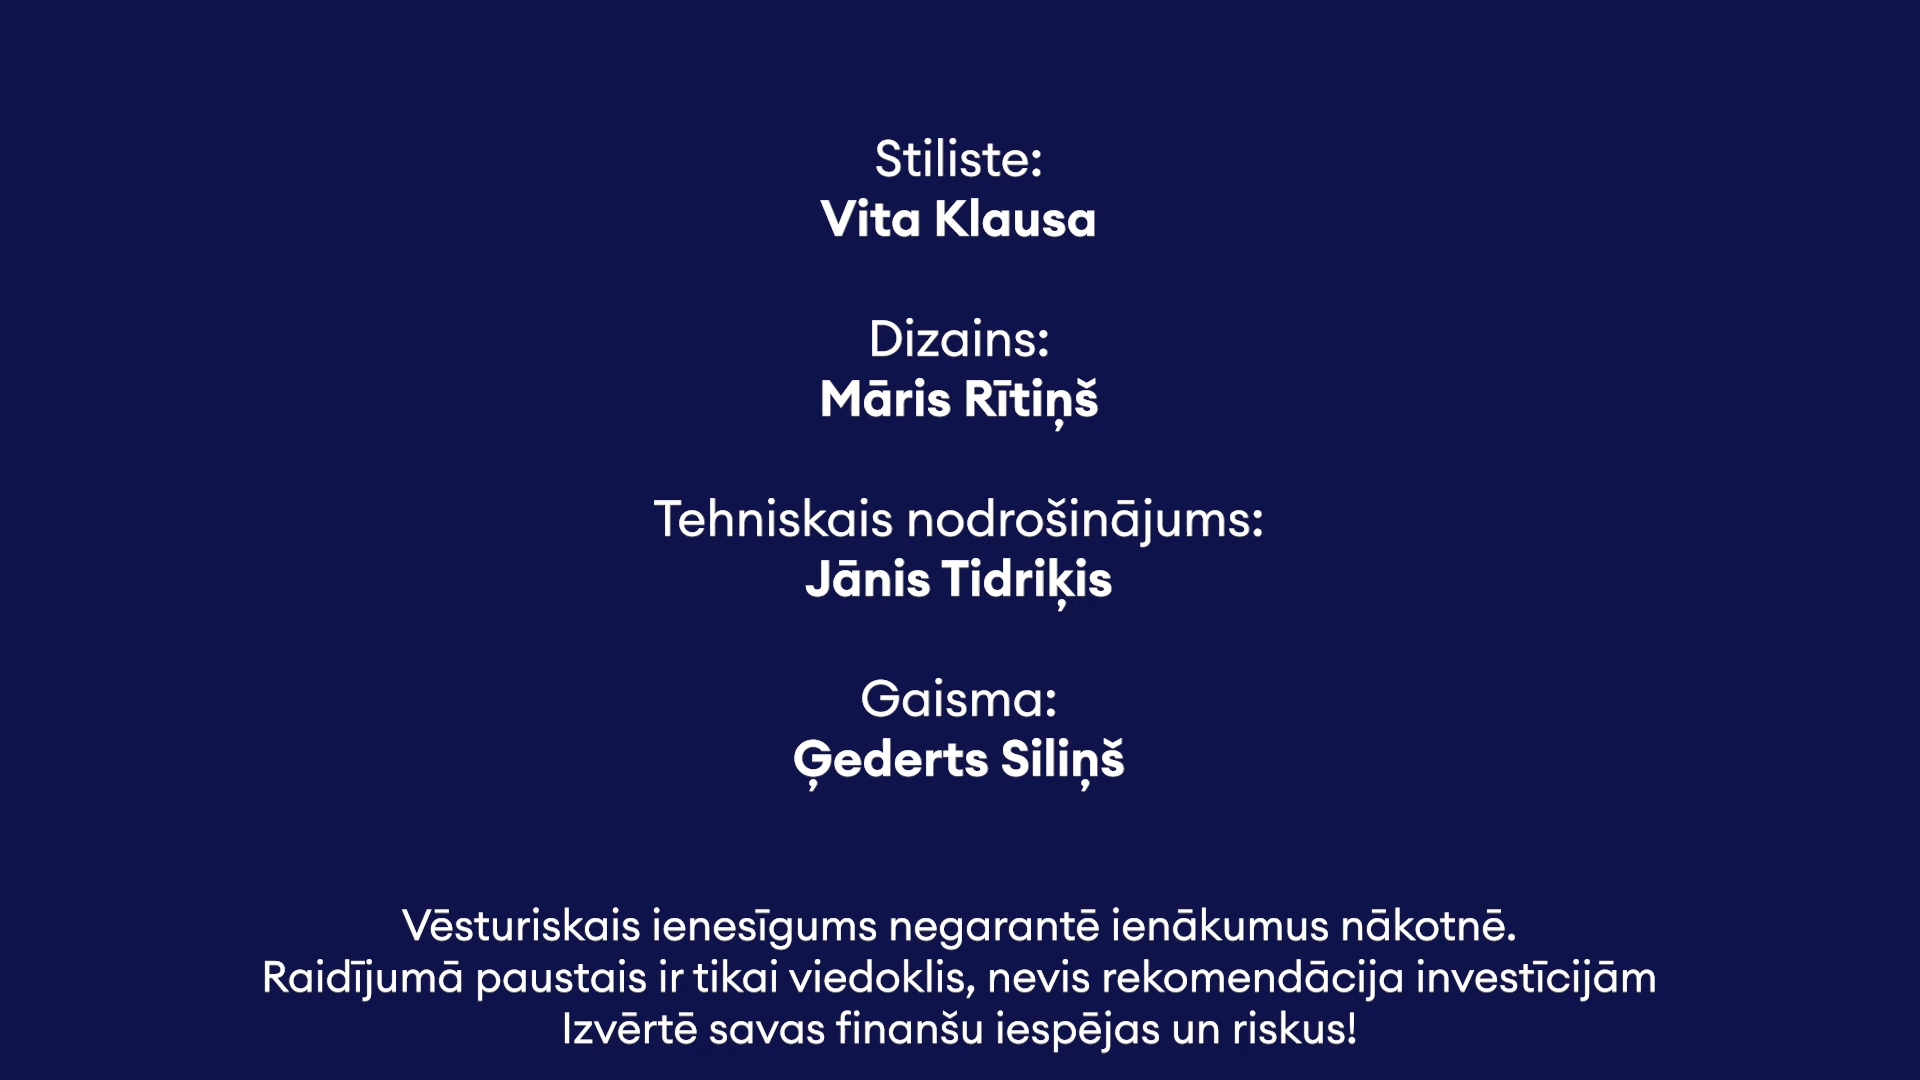 Stiliste:
Vita Klausa
Dizains:
Māris Rītiņš
Tehniskais nodrošinājums:
Jānis Tidriķis
Gaisma:
Ģederts Siliņš
Vēsturiskais ienesīgums negarantē ienākumus nākotnē.
Raidījumā paustais ir tikai viedoklis, nevis rekomendācija investīcijām
Izvērtē savas finanšu iespējas un riskus!